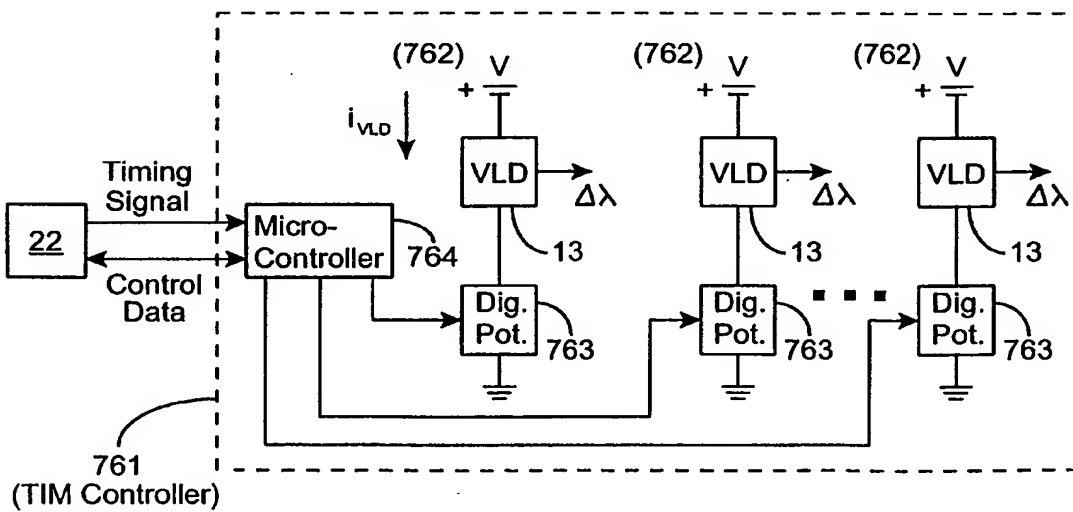 (762) V
+
(762) V
+
(762) V
+
i VLD
VLD
Δλ
VLD
Δλ
VLD
Δλ
Timing
Signal
22
Micro-
Controller
764
13
13
13
Control
Data
Dig.
Pot.
763
Dig.
Pot.
763
Dig.
Pot.
763
761
(TIM Controller)